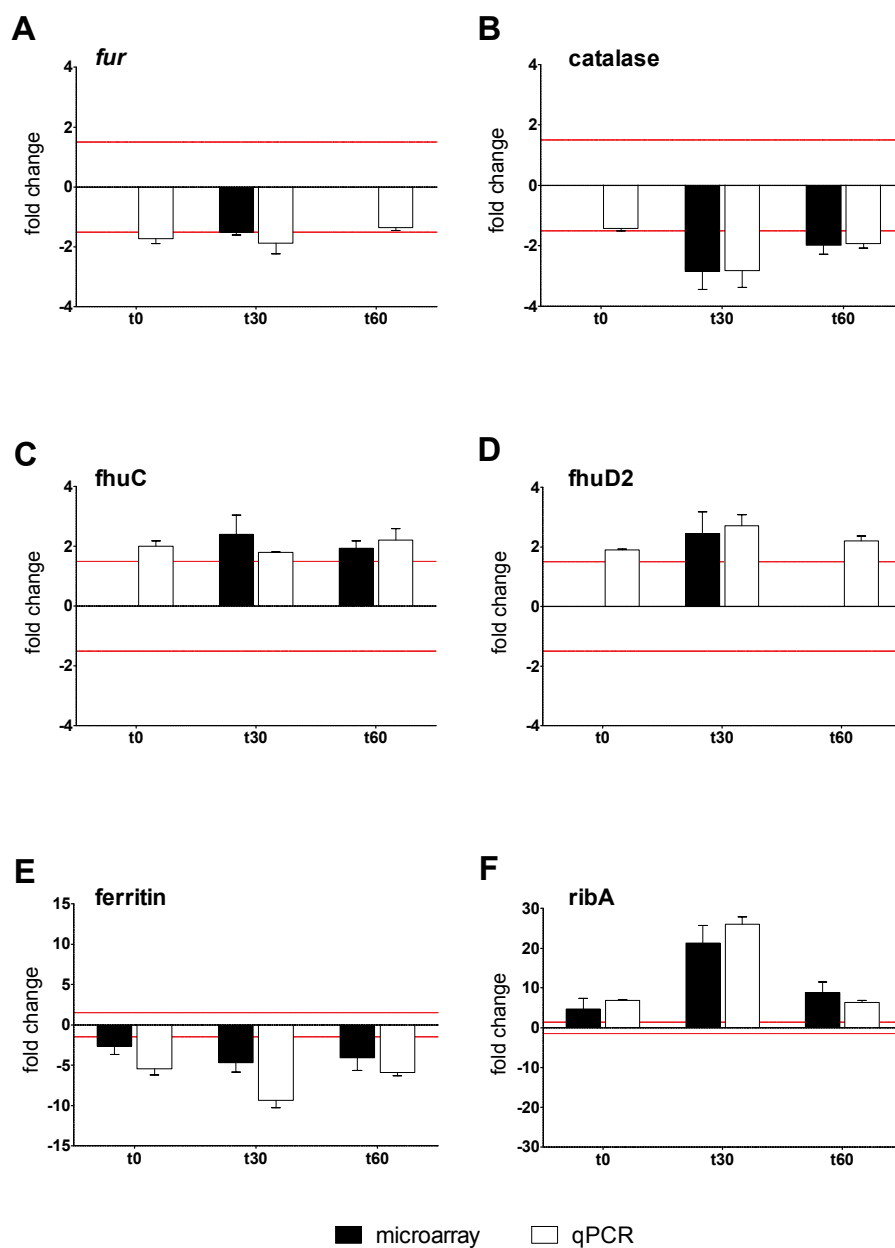 A
fur
4
2
0
-2
-4
fold change
t0 t30 t60
B
catalase
4
2
0
-2
-4
fold change
t0 t30 t60
C
fhuC
4
2
0
-2
-4
fold change
t0 t30 t60
D
fhuD2
4
2
0
-2
-4
fold change
t0 t30 t60
E
ferritin
15
10
5
0
-5
-10
-15
fold change
t0 t30 t60
F
ribA
30
20
10
0
-10
-20
-30
fold change
t0 t30 t60
microarray qPCR